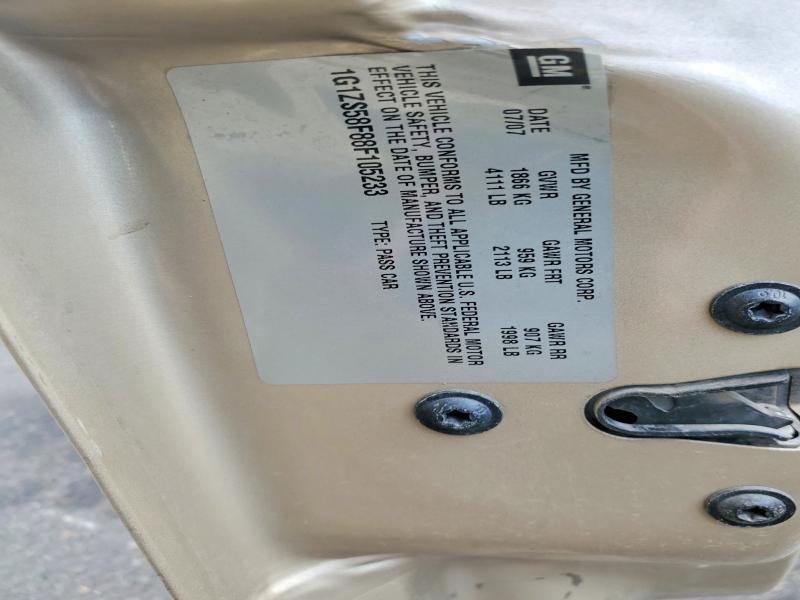 GM®
MFD BY GENERAL MOTORS CORP.
DATE GVWR GAWR FRT GAWR RR
07/07 1866 KG 959 KG 907 KG
4111 LB 2113 LB 1998 LB
THIS VEHICLE CONFORMS TO ALL APPLICABLE U.S. FEDERAL MOTOR
VEHICLE SAFETY, BUMPER, AND THEFT PREVENTION STANDARDS IN
EFFECT ON THE DATE OF MANUFACTURE SHOWN ABOVE.
1G1ZS58F88F105233 TYPE: PASS CAR